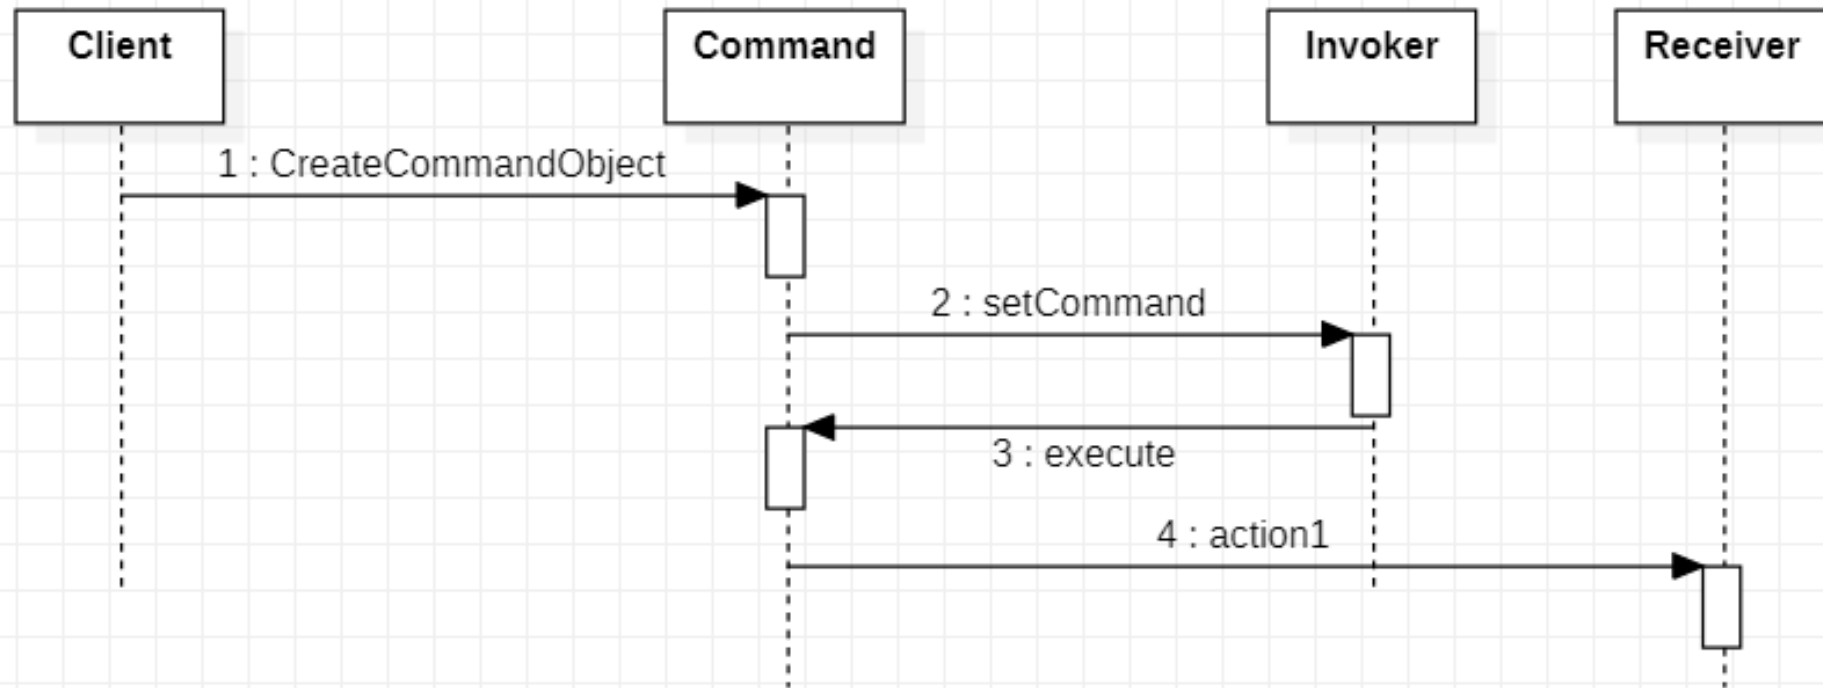 Client
Command
Invoker
Receiver
1 : CreateCommandObject
2 : setCommand
3 : execute
4 : action1